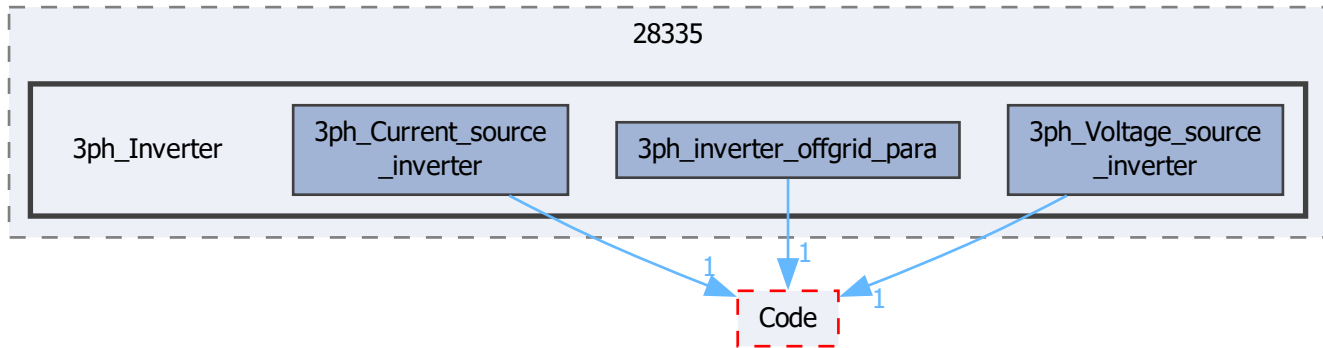 28335
3ph_Inverter
3ph_Current_source
_inverter
3ph_inverter_offgrid_para
3ph_Voltage_source
_inverter
1
1
1
Code